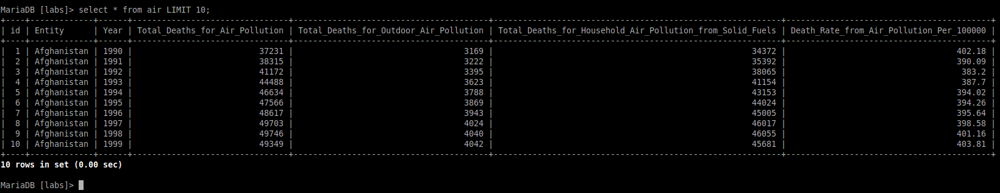 MariaDB [labs]> select * from air LIMIT 10;
+----+-------------+------+--------------------------------+----------------------------------------+-----------------------------------------------------------+------------------------------------------+
| id | Entity      | Year | Total_Deaths_for_Air_Pollution | Total_Deaths_for_Outdoor_Air_Pollution | Total_Deaths_for_Household_Air_Pollution_from_Solid_Fuels | Death_Rate_from_Air_Pollution_Per_100000 |
+----+-------------+------+--------------------------------+----------------------------------------+-----------------------------------------------------------+------------------------------------------+
|  1 | Afghanistan | 1990 |                          37231 |                                   3169 |                                                     34372 |                                   402.18 |
|  2 | Afghanistan | 1991 |                          38315 |                                   3222 |                                                     35392 |                                   390.09 |
|  3 | Afghanistan | 1992 |                          41172 |                                   3395 |                                                     38065 |                                    383.2 |
|  4 | Afghanistan | 1993 |                          44488 |                                   3623 |                                                     41154 |                                    387.7 |
|  5 | Afghanistan | 1994 |                          46634 |                                   3788 |                                                     43153 |                                   394.02 |
|  6 | Afghanistan | 1995 |                          47566 |                                   3869 |                                                     44024 |                                   394.26 |
|  7 | Afghanistan | 1996 |                          48617 |                                   3943 |                                                     45005 |                                   395.64 |
|  8 | Afghanistan | 1997 |                          49703 |                                   4024 |                                                     46017 |                                   398.58 |
|  9 | Afghanistan | 1998 |                          49746 |                                   4040 |                                                     46055 |                                   401.16 |
| 10 | Afghanistan | 1999 |                          49349 |                                   4042 |                                                     45681 |                                   403.81 |
+----+-------------+------+--------------------------------+----------------------------------------+-----------------------------------------------------------+------------------------------------------+
10 rows in set (0.00 sec)
MariaDB [labs]>